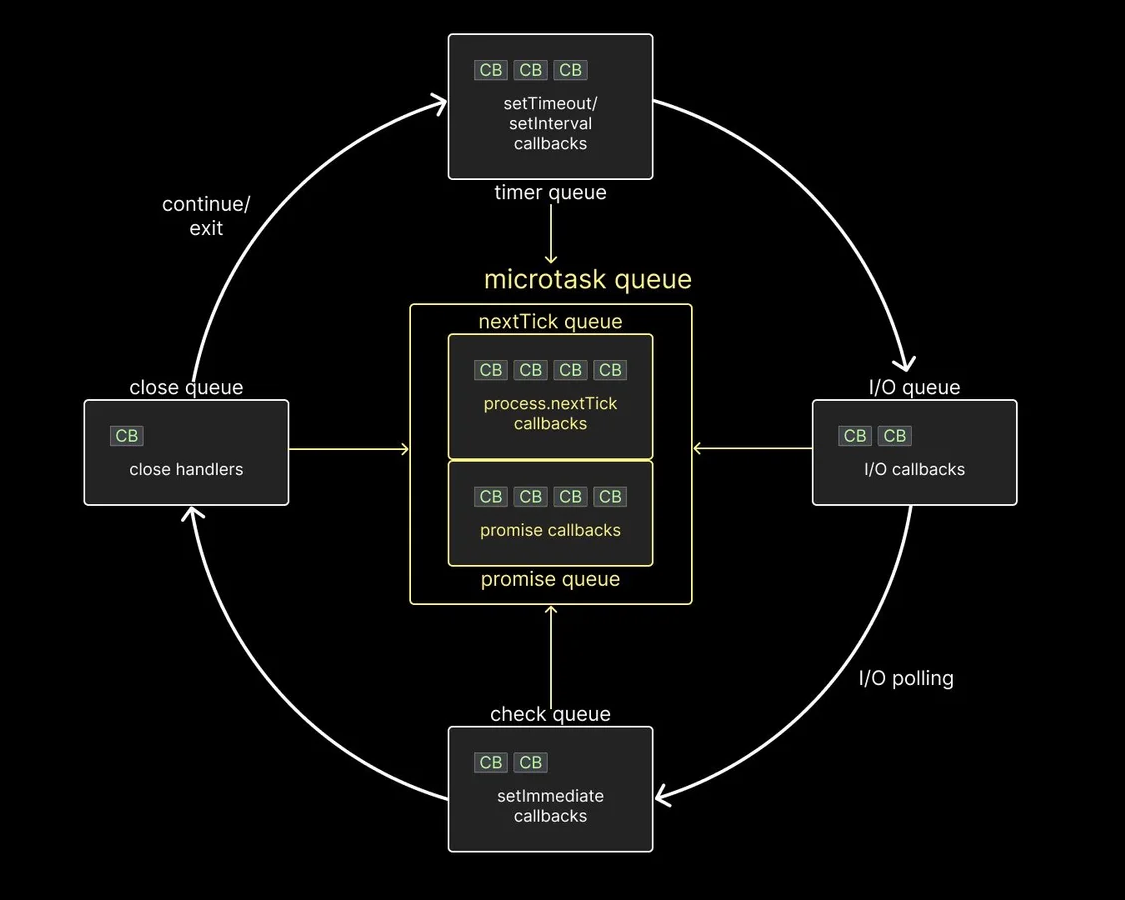 CB CB CB
setTimeout/
setInterval
callbacks
timer queue
continue/
exit
microtask queue
nextTick queue
CB CB CB CB
process.nextTick
callbacks
CB CB CB CB
promise callbacks
promise queue
close queue
CB
close handlers
I/O queue
CB CB
I/O callbacks
I/O polling
check queue
CB CB
setImmediate
callbacks